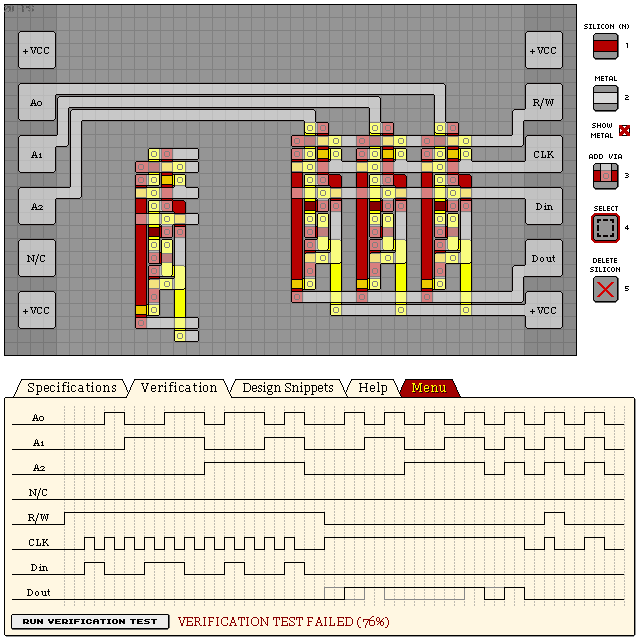 +VCC
A0
A1
A2
N/C
+VCC
+VCC
R/W
CLK
Din
Dout
+VCC
SILICON (N)
1
METAL
2
SHOW METAL
ADD VIA
3
SELECT
4
DELETE SILICON
5
Specifications
Verification
Design Snippets
Help
Menu
A0
A1
A2
N/C
R/W
CLK
Din
Dout
RUN VERIFICATION TEST
VERIFICATION TEST FAILED (76%)